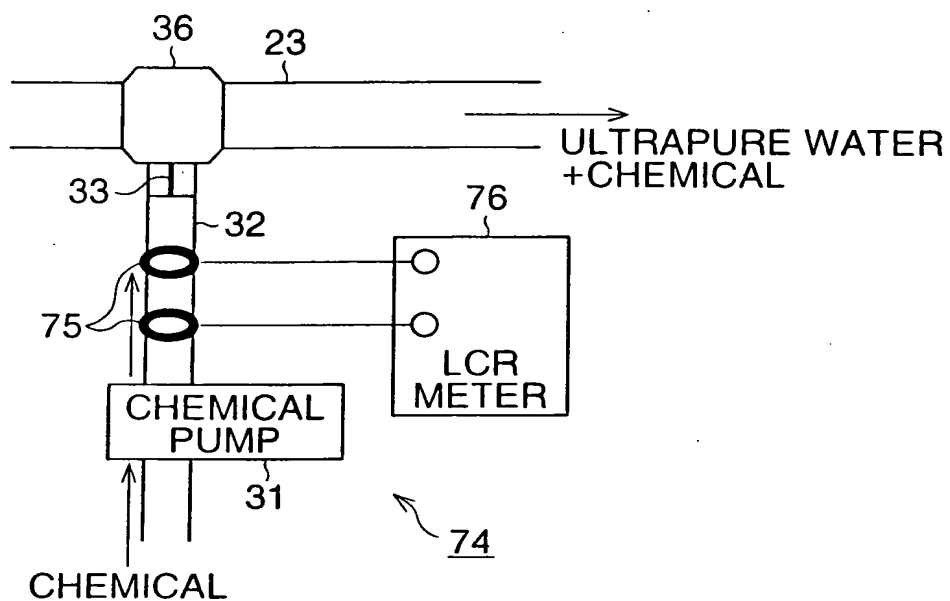 36
23
ULTRAPURE WATER
+CHEMICAL
33
32
76
75
LCR
METER
CHEMICAL
PUMP
31
74
CHEMICAL